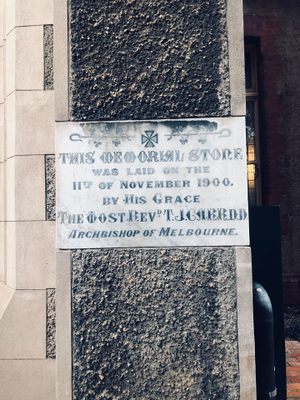 THIS MEMORIAL STONE
WAS LAID ON THE
11TH OF NOVEMBER 1900.
BY HIS GRACE
THE MOST REVD T. J. CARR D D
ARCHBISHOP OF MELBOURNE.